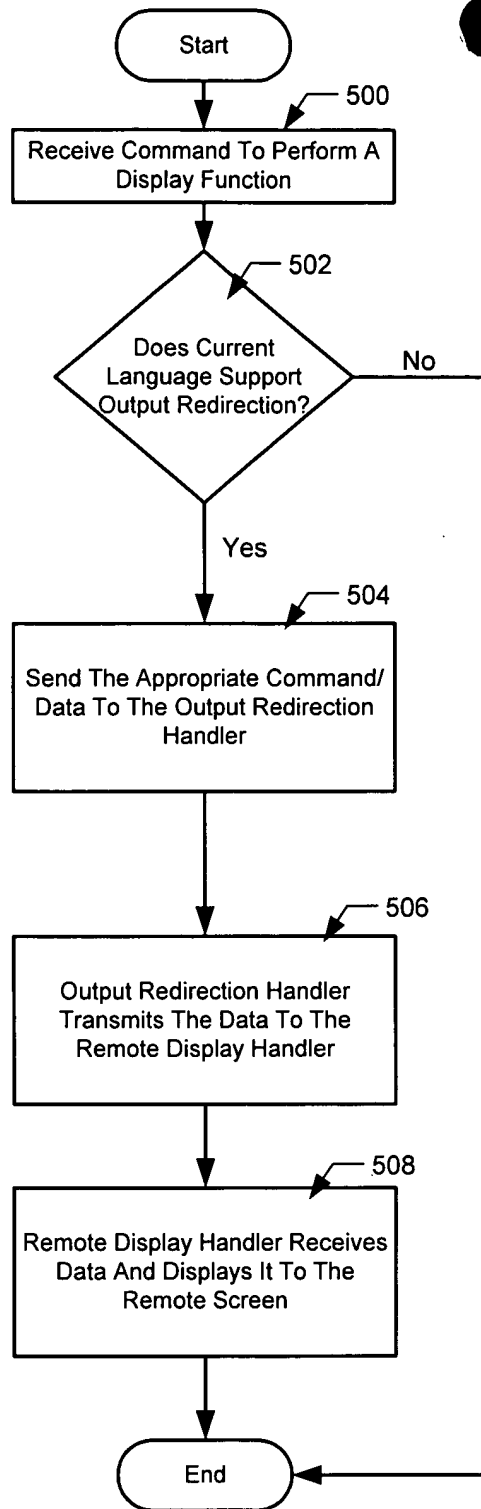 Start
500
Receive Command To Perform A
Display Function
502
Does Current
Language Support
Output Redirection?
No
Yes
504
Send The Appropriate Command/
Data To The Output Redirection
Handler
506
Output Redirection Handler
Transmits The Data To The
Remote Display Handler
508
Remote Display Handler Receives
Data And Displays It To The
Remote Screen
End